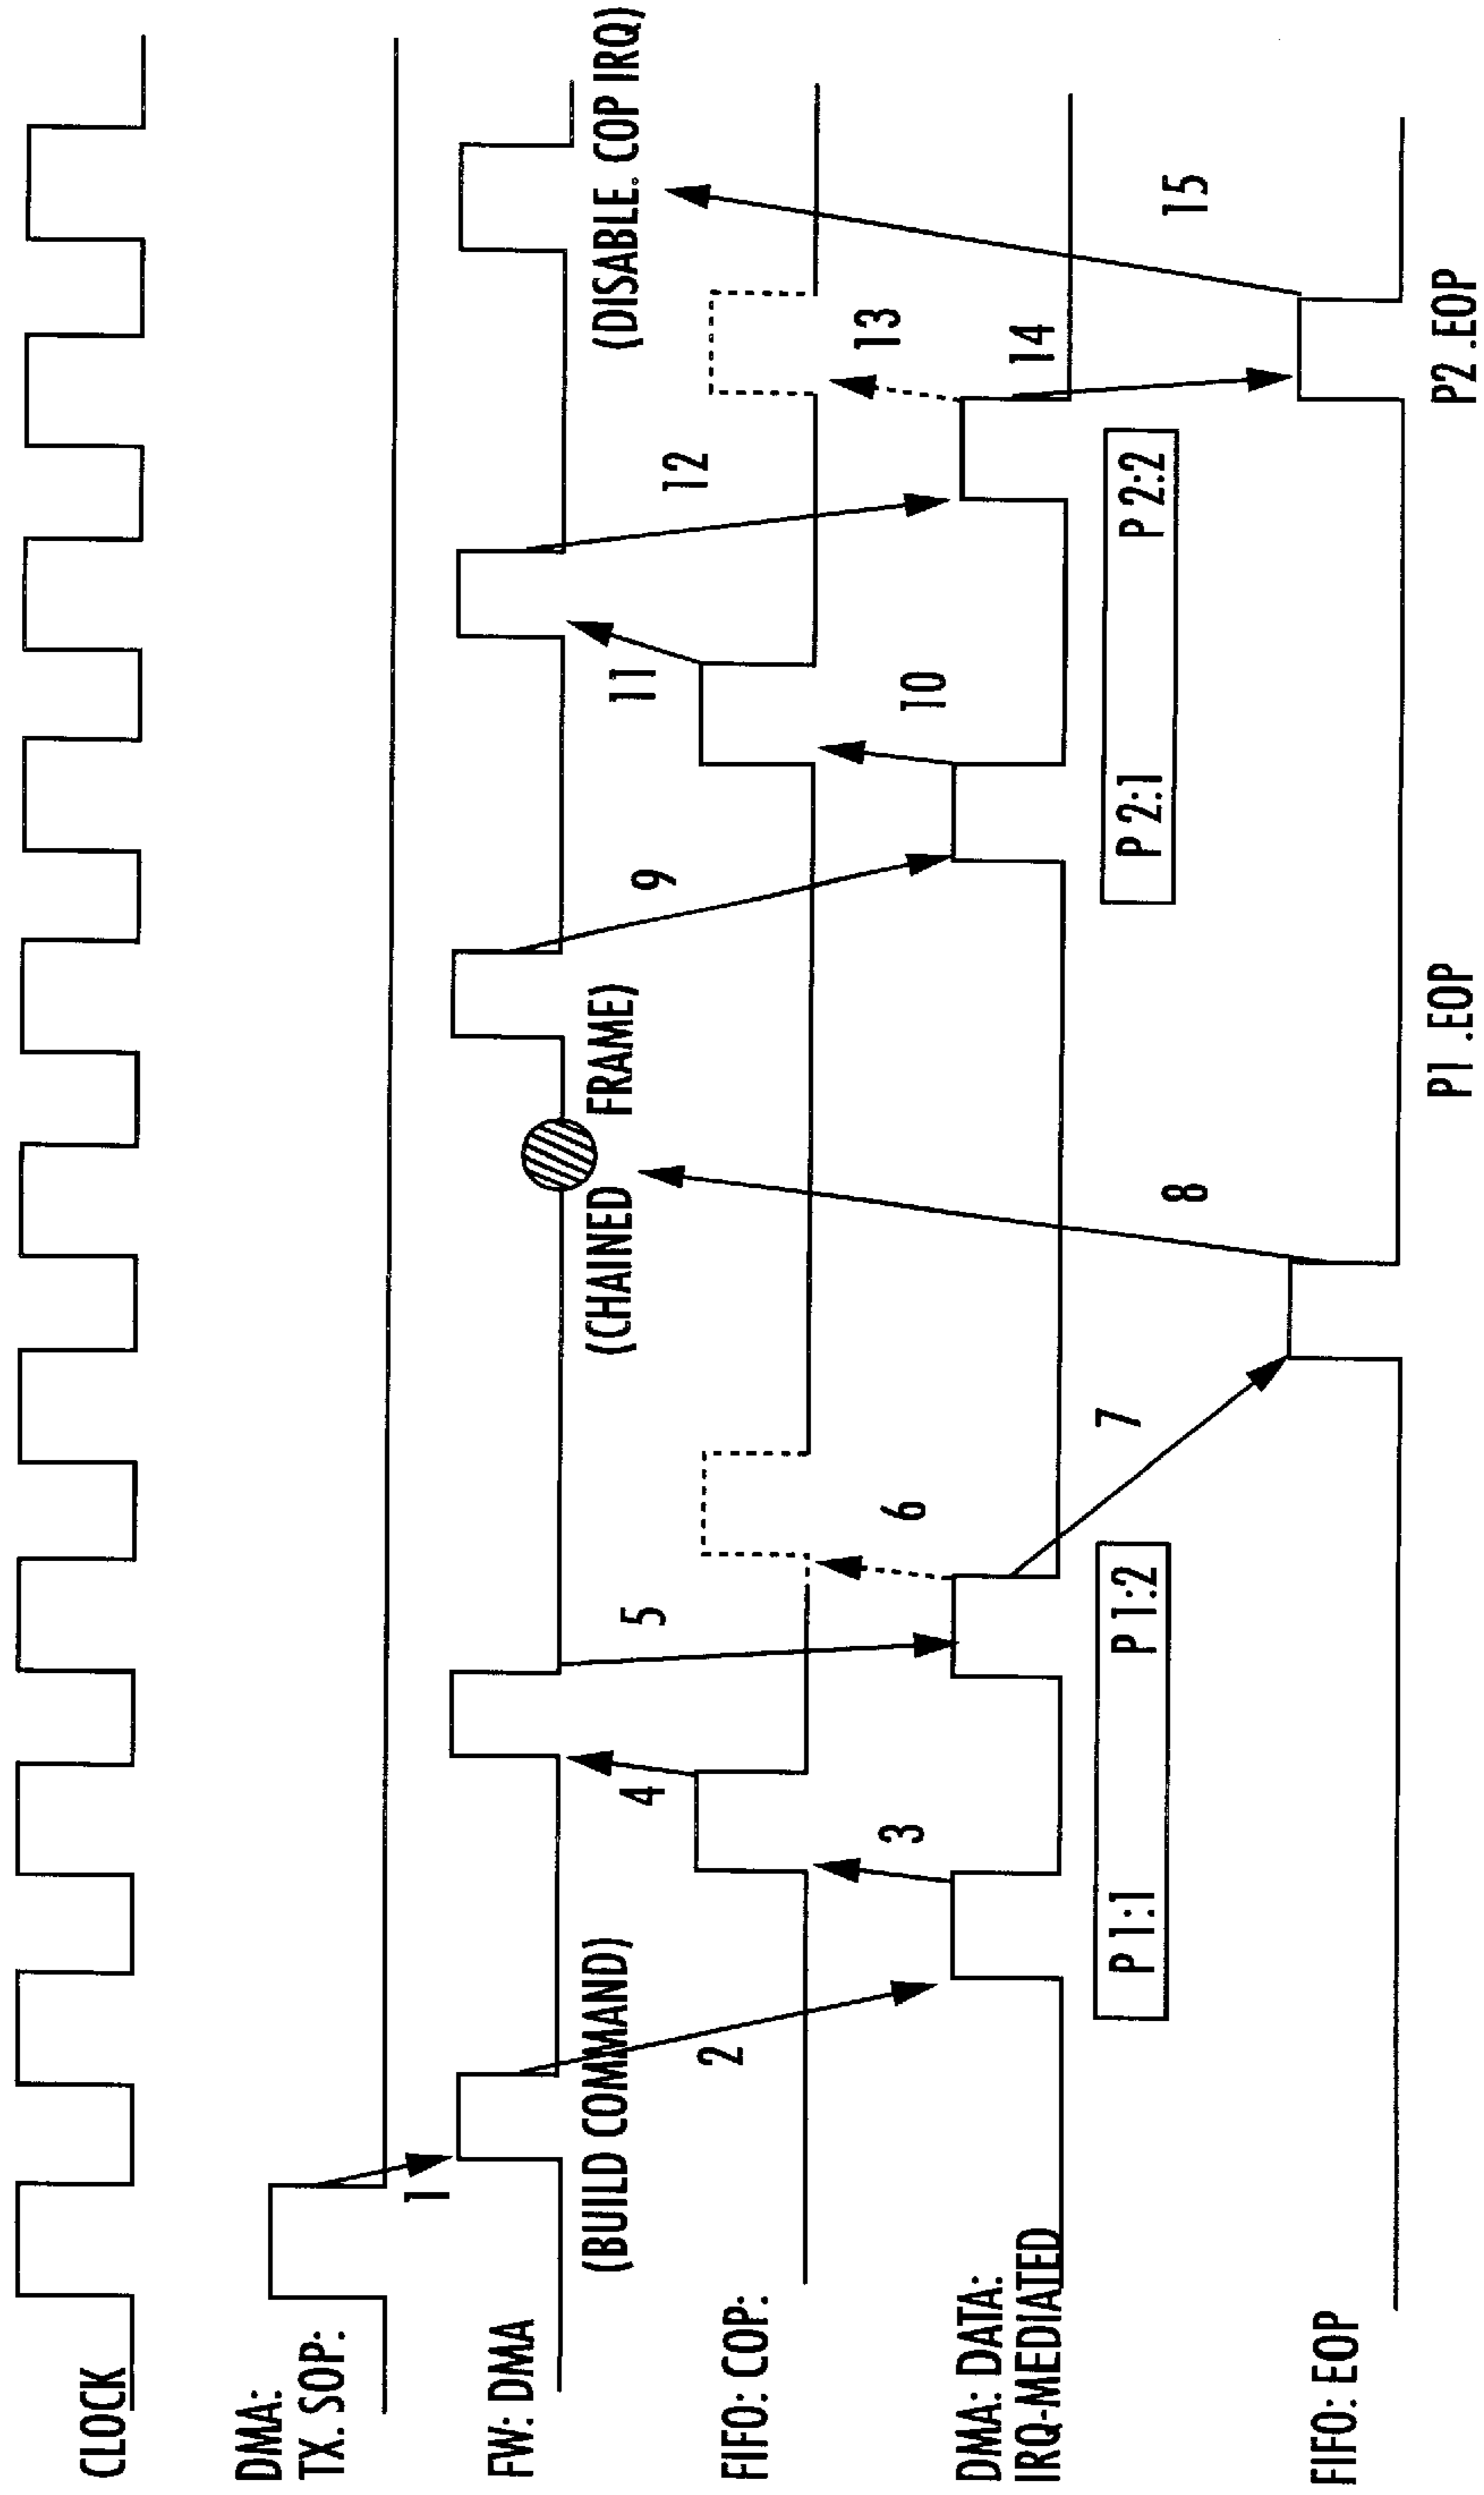 CLOCK
DMA:
TX. SOP:.
1
FW: DMA
(BUILD COMMAND)
(CHAINED FRAME)
(DISABLE. COP IRQ)
4
5
11
9
12
FIFO: COP:.
2
3
6
10
13
DMA: DATA:
IRQ-MEDIATED
14
P 1:1 P 1:2
P 2:1 P 2:2
7
8
15
FIFO: EOP
P1 .EOP
P2 .EOP